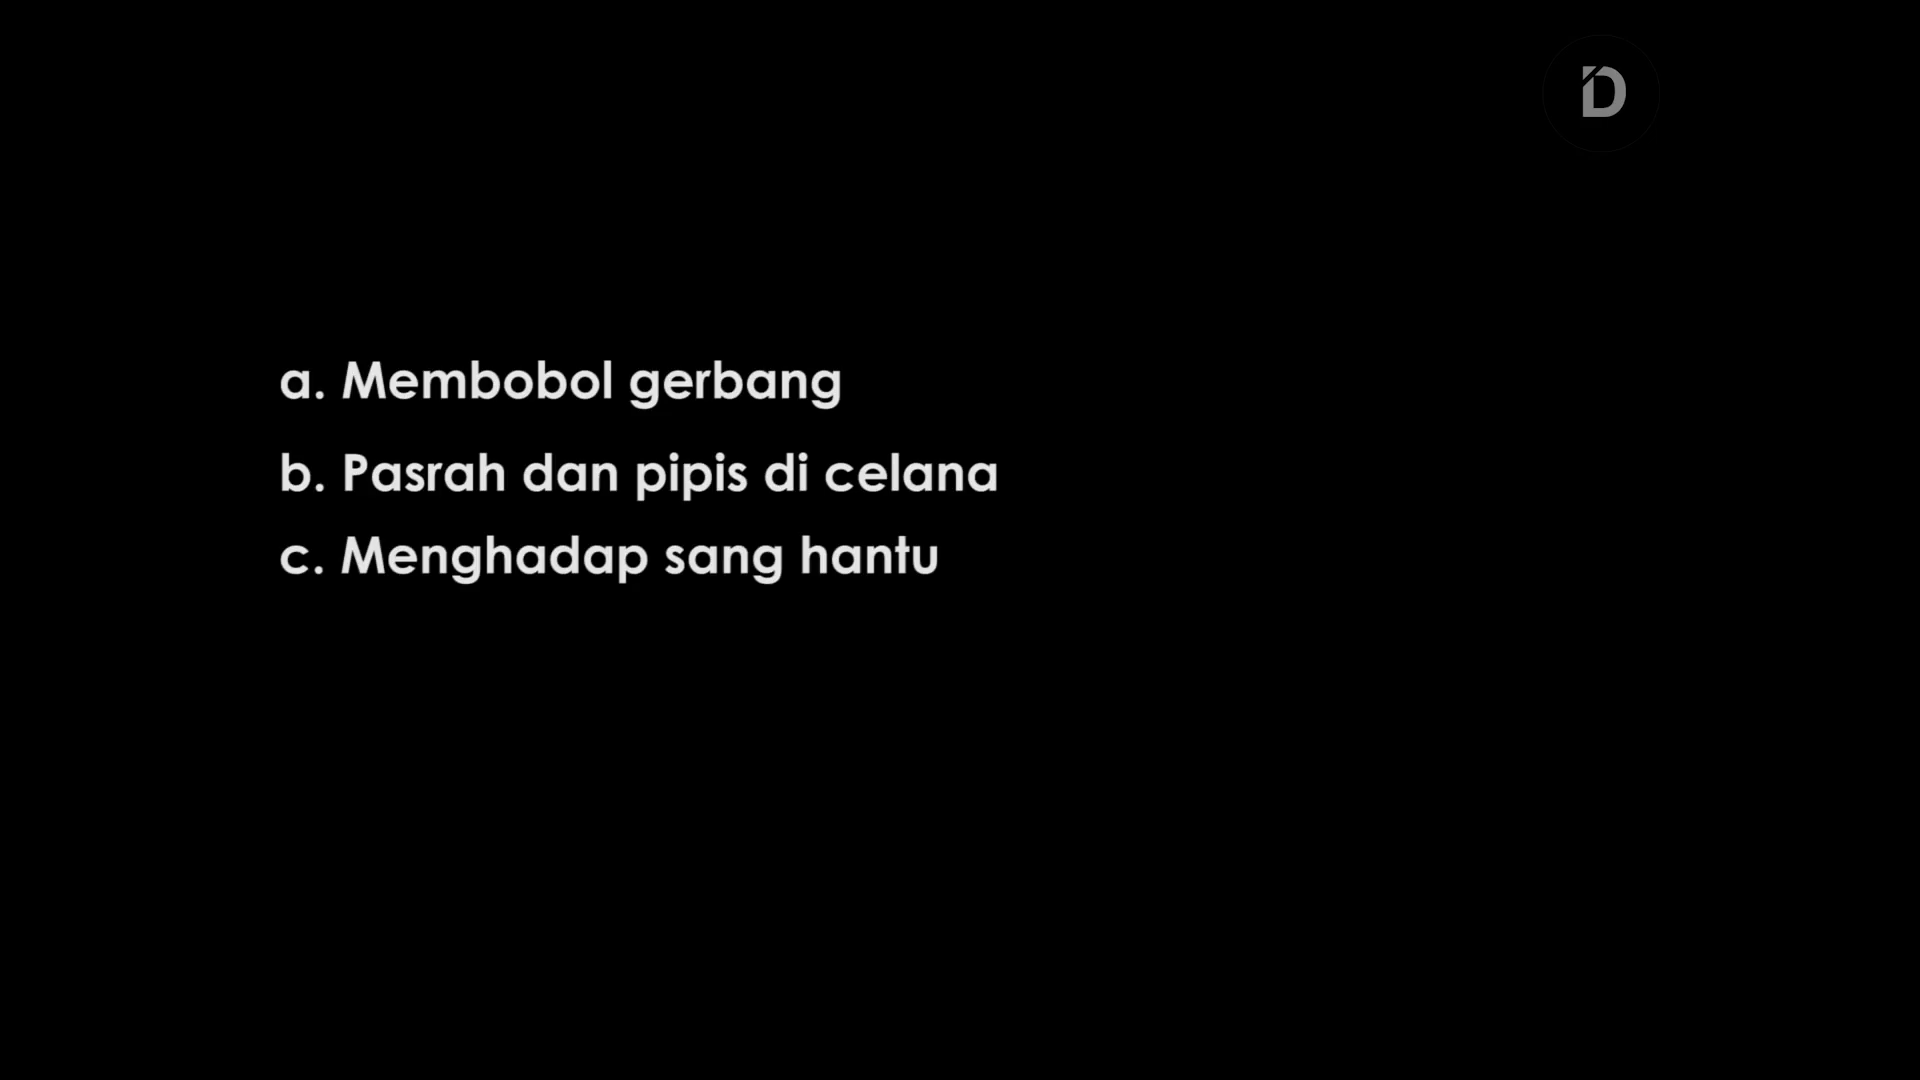 D
a. Membobol gerbang
b. Pasrah dan pipis di celana
c. Menghadap sang hantu